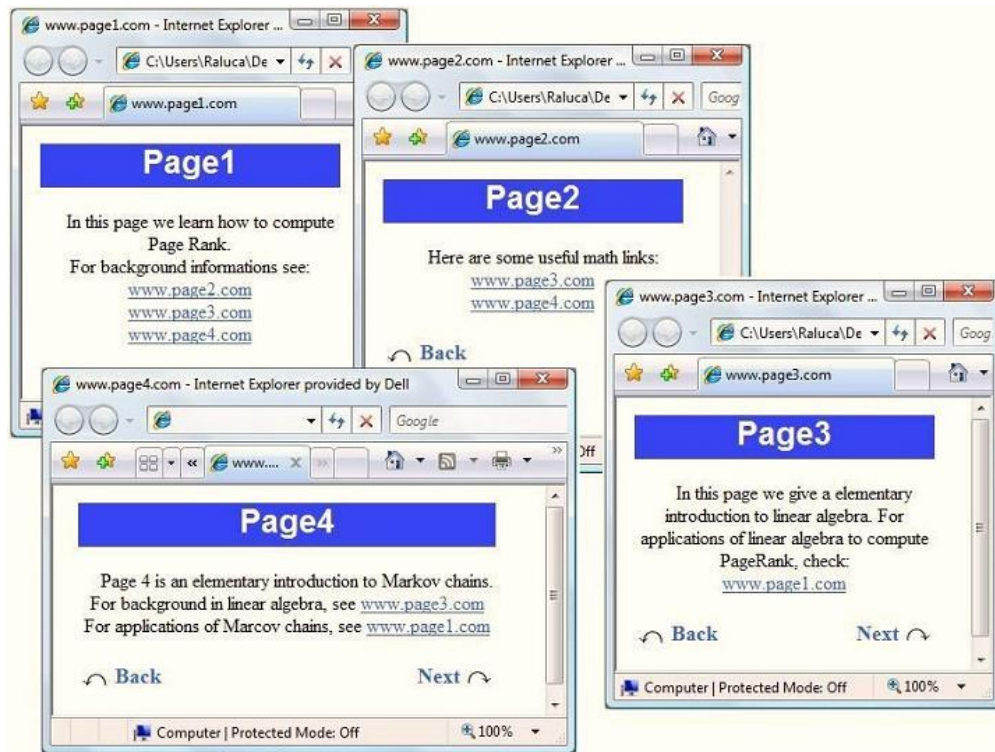 www.page1.com - Internet Explorer ...
C:\Users\Raluca\De
www.page1.com
Page1
In this page we learn how to compute
Page Rank.
For background informations see:
www.page2.com
www.page3.com
www.page4.com
www.page2.com - Internet Explorer ...
C:\Users\Raluca\De
Goog
www.page2.com
Page2
Here are some useful math links:
www.page3.com
www.page4.com
Back
Off
www.page3.com - Internet Explorer ...
C:\Users\Raluca\De
Goog
www.page3.com
Page3
In this page we give a elementary
introduction to linear algebra. For
applications of linear algebra to compute
PageRank, check:
www.page1.com
Back Next
Computer | Protected Mode: Off 100%
www.page4.com - Internet Explorer provided by Dell
Google
www....
Page4
Page 4 is an elementary introduction to Markov chains.
For background in linear algebra, see www.page3.com
For applications of Marcov chains, see www.page1.com
Back Next
Computer | Protected Mode: Off 100%